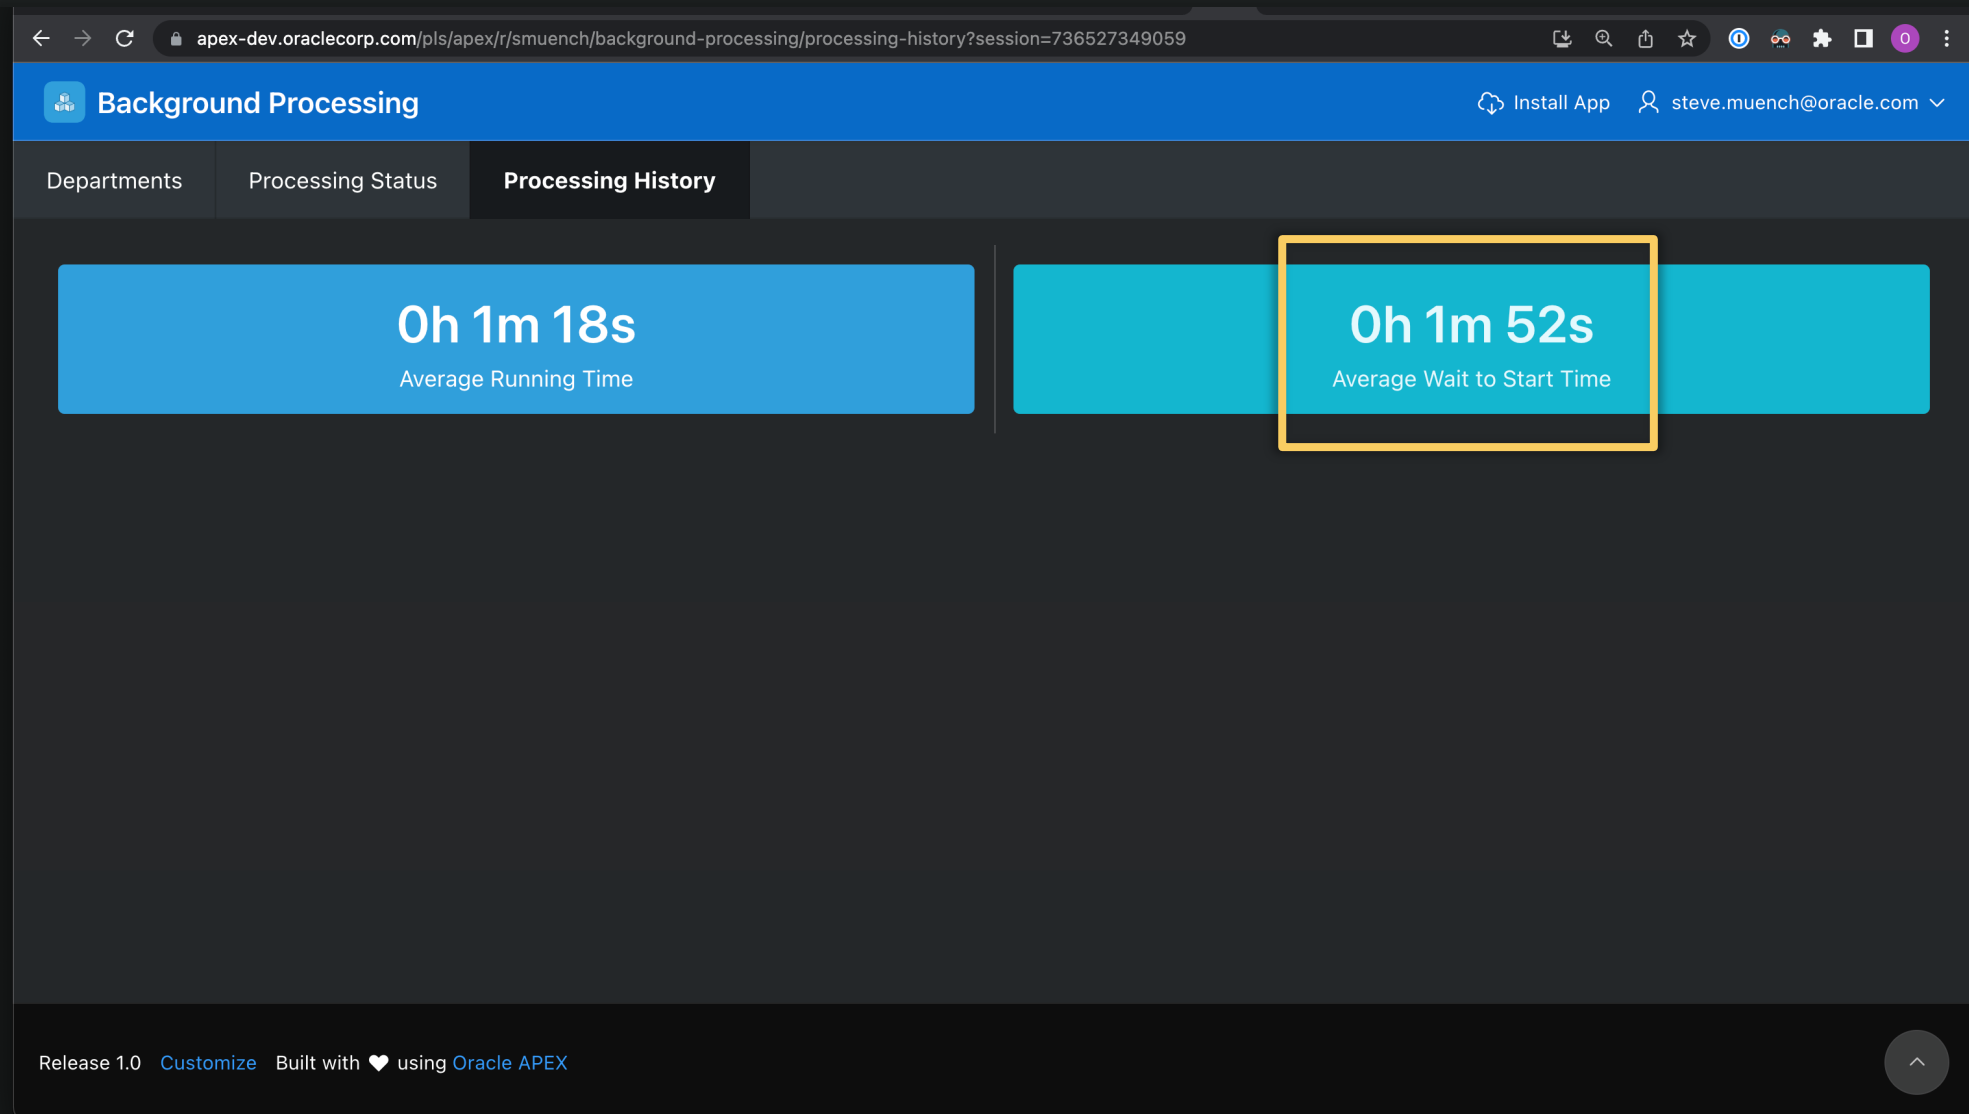 apex-dev.oraclecorp.com/pls/apex/r/smuench/background-processing/processing-history?session=736527349059
O
Background Processing
Install App
steve.muench@oracle.com
Departments
Processing Status
Processing History
0h 1m 18s
Average Running Time
0h 1m 52s
Average Wait to Start Time
Release 1.0 Customize Built with ♥ using Oracle APEX